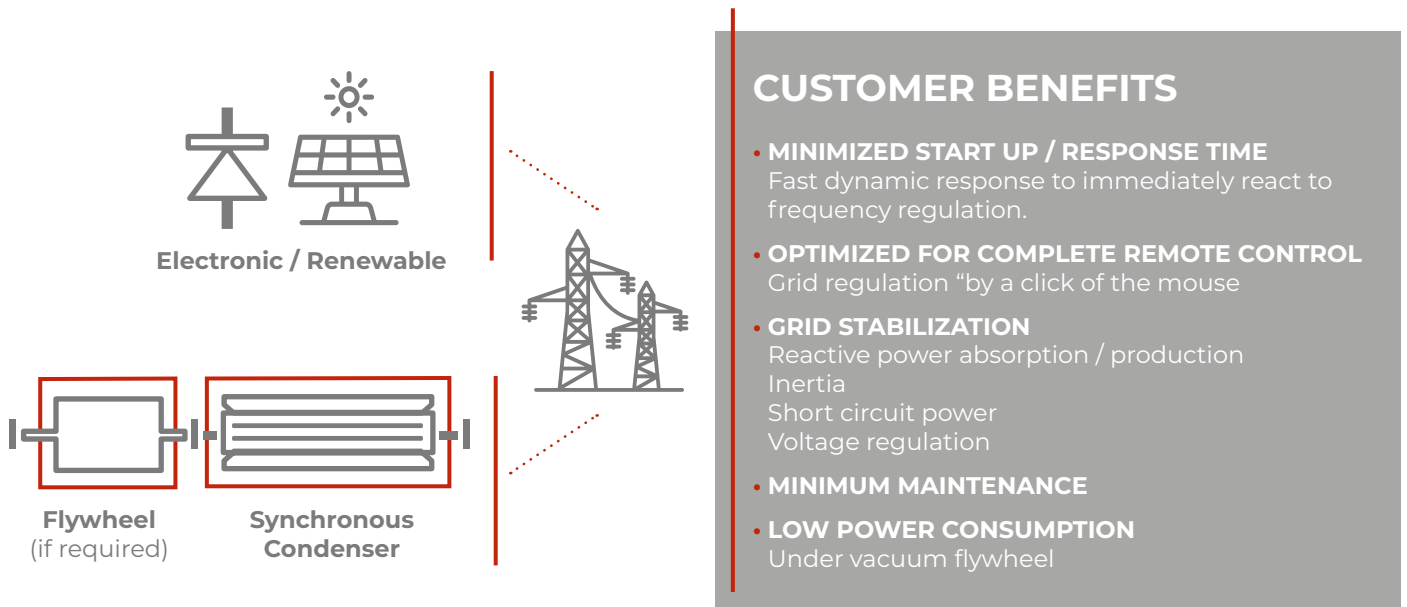 Electronic / Renewable
Flywheel
(if required)
Synchronous
Condenser
CUSTOMER BENEFITS
• MINIMIZED START UP / RESPONSE TIME
Fast dynamic response to immediately react to
frequency regulation.
• OPTIMIZED FOR COMPLETE REMOTE CONTROL
Grid regulation “by a click of the mouse
• GRID STABILIZATION
Reactive power absorption / production
Inertia
Short circuit power
Voltage regulation
• MINIMUM MAINTENANCE
• LOW POWER CONSUMPTION
Under vacuum flywheel